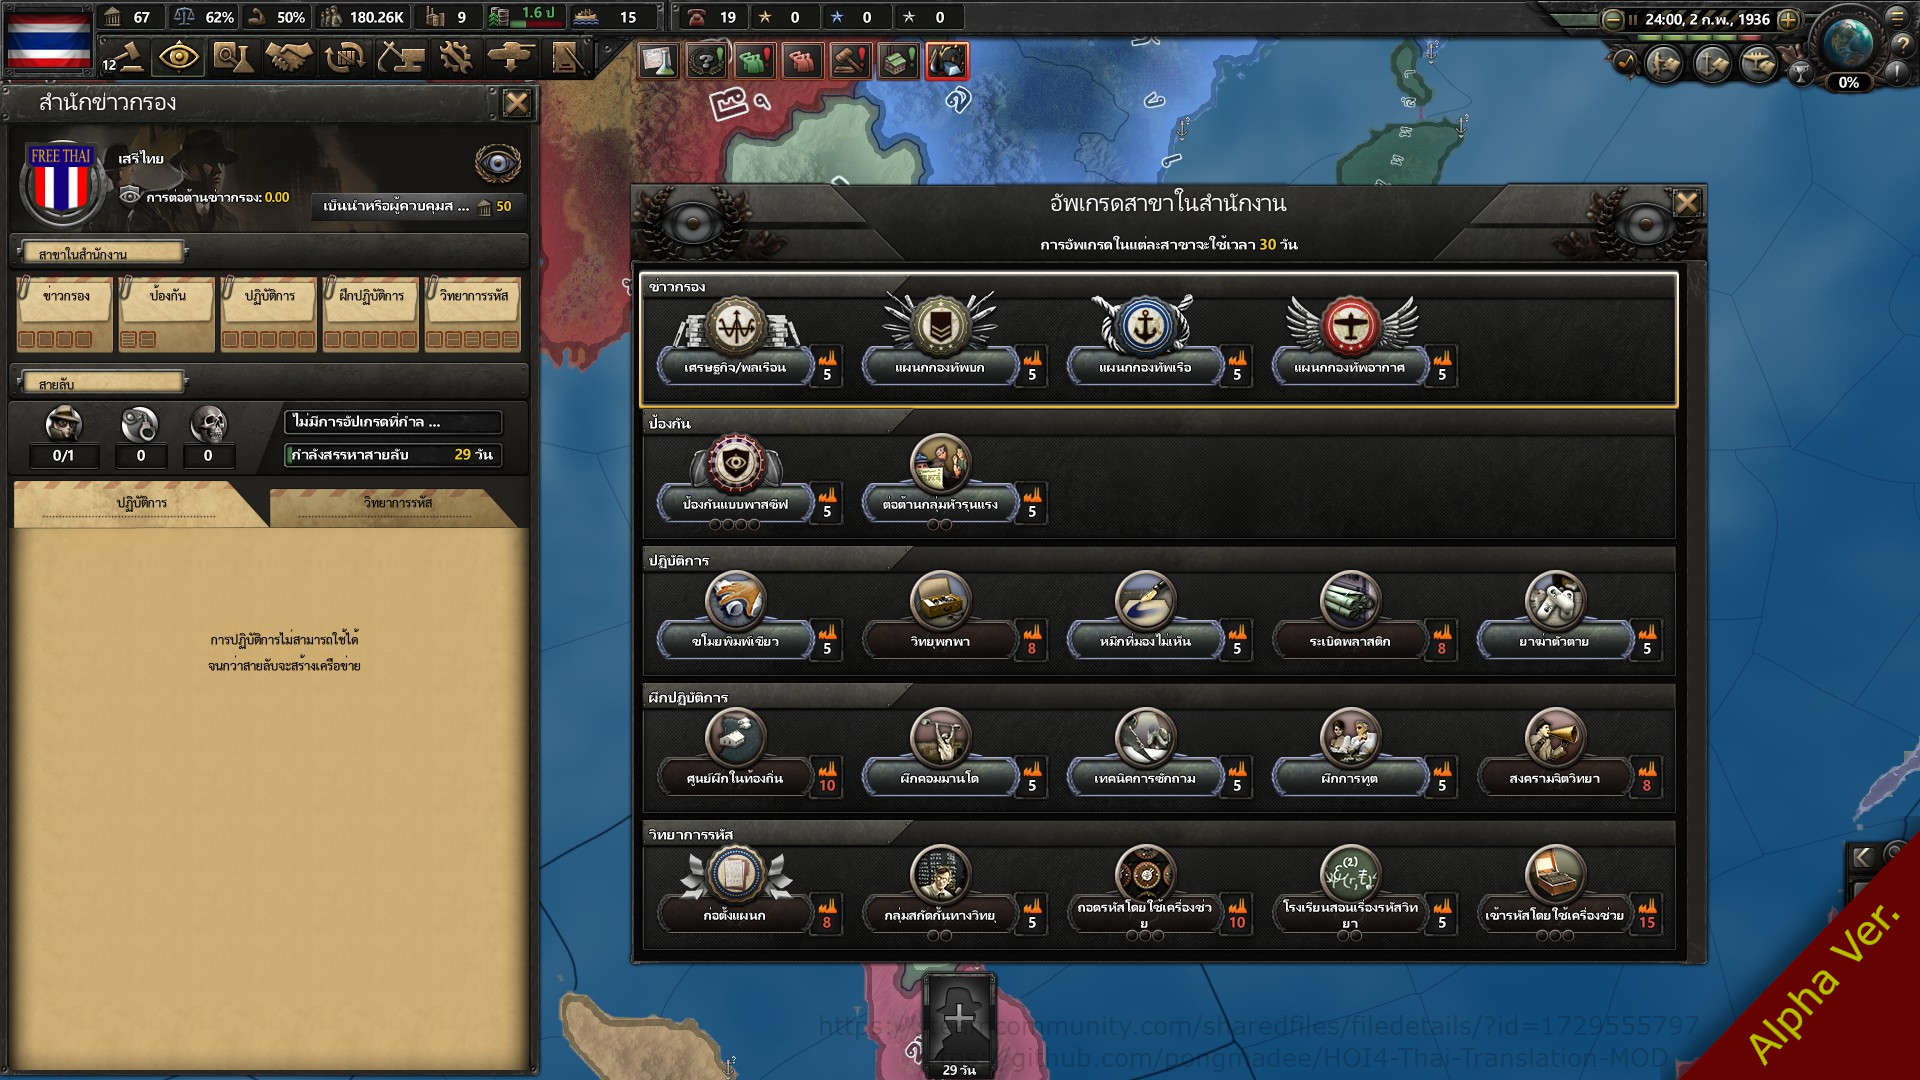 67
62%
50%
180.26K
9
1.6 ป
15
19
0
0
0
24:00, 2 ก.พ., 1936
12
0%
สำนักข่าวกรอง
FREE THAI
เสรีไทย
การต่อต้านข่าวกรอง: 0.00
เป็นนำหรือผู้ควบคุมส ... 50
สาขาในสำนักงาน
ข่าวกรอง
ป้องกัน
ปฏิบัติการ
ฝึกปฏิบัติการ
วิทยาการรหัส
สายลับ
0/1
0
0
ไม่มีการอัปเกรดที่กำล ...
กำลังสรรหาสายลับ 29 วัน
ปฏิบัติการ
วิทยาการรหัส
การปฏิบัติการไม่สามารถใช้ได้
จนกว่าสายลับจะสร้างเครือข่าย
อัพเกรดสาขาในสำนักงาน
การอัพเกรดในแต่ละสาขาจะใช้เวลา 30 วัน
ข่าวกรอง
เศรษฐกิจ/พลเรือน 5
แผนกกองทัพบก 5
แผนกกองทัพเรือ 5
แผนกกองทัพอากาศ 5
ป้องกัน
ป้องกันแบบพาสซีฟ 5
ต่อต้านกลุ่มหัวรุนแรง 5
ปฏิบัติการ
ขโมยพิมพ์เขียว 5
วิทยุพกพา 8
หมึกที่มองไม่เห็น 5
ระเบิดพลาสติก 8
ยาฆ่าตัวตาย 5
ฝึกปฏิบัติการ
ศูนย์ฝึกในท้องถิ่น 10
ฝึกคอมมานโด 5
เทคนิคการซักถาม 5
ฝึกการทูต 5
สงครามจิตวิทยา 8
วิทยาการรหัส
ก่อตั้งแผนก 8
กลุ่มสกัดกั้นทางวิทยุ 5
ถอดรหัสโดยใช้เครื่องช่ว
ย 10
โรงเรียนสอนเรื่องรหัสวิท
ยา 5
เข้ารหัสโดยใช้เครื่องช่วย 15
29 วัน
community.com/sharedfiles/filedetails/?id=1729555797
github.com/pongmadee/HOI4-Thai-Translation-MOD
Alpha Ver.